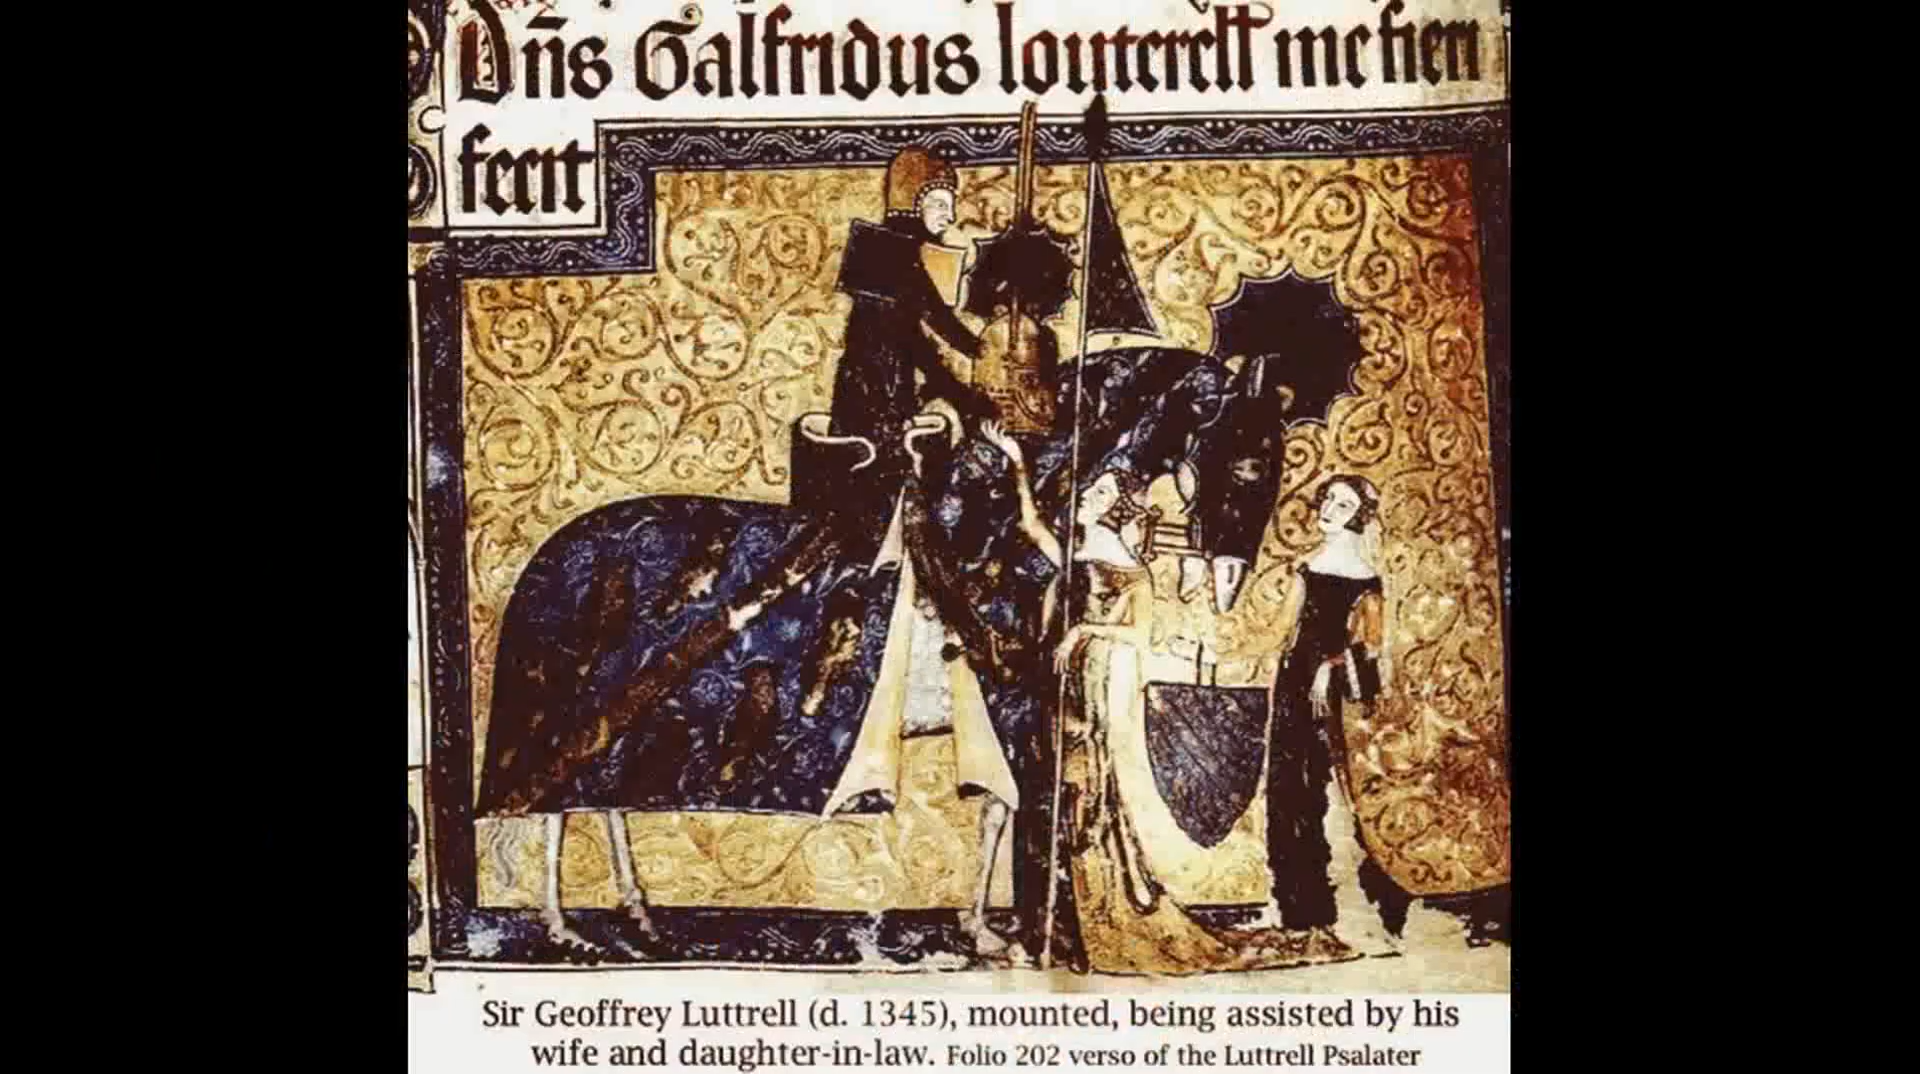 Dn̄s Galfridus louterell me fieri
fecit
Sir Geoffrey Luttrell (d. 1345), mounted, being assisted by his
wife and daughter-in-law. Folio 202 verso of the Luttrell Psalater